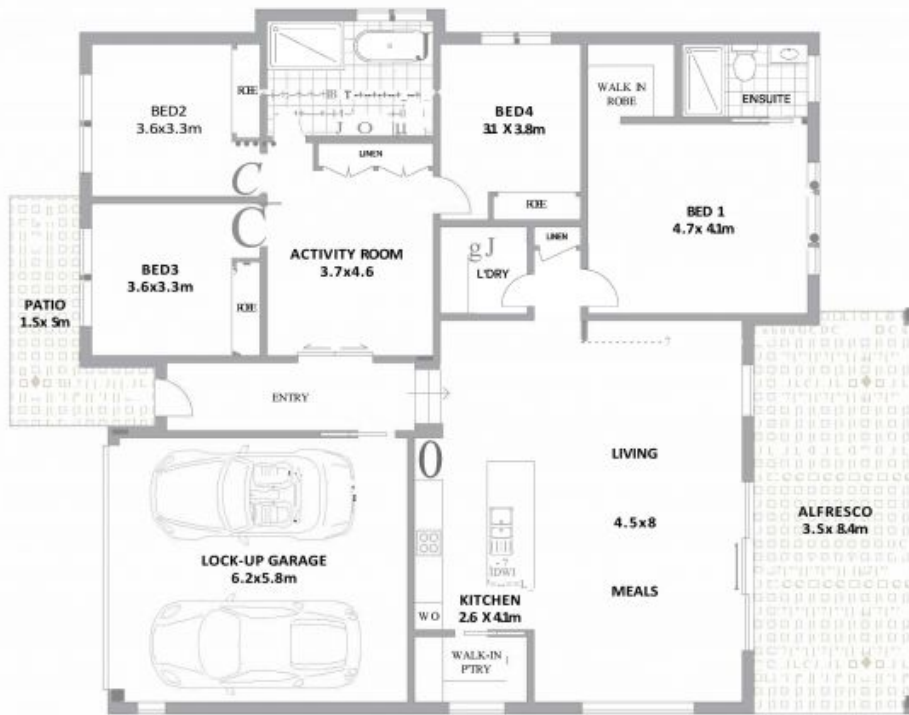 BED2
3.6x3.3m
ROBE
LINEN
BED4
3.1 X 3.8m
ROBE
WALK IN
ROBE
ENSUITE
BED 1
4.7x 4.1m
BED3
3.6x3.3m
ROBE
ACTIVITY ROOM
3.7x4.6
L'DRY
LINEN
PATIO
1.5x 5m
ENTRY
LIVING
4.5x8
MEALS
ALFRESCO
3.5x 8.4m
LOCK-UP GARAGE
6.2x5.8m
KITCHEN
2.6 X 4.1m
WO
WALK-IN
P'TRY